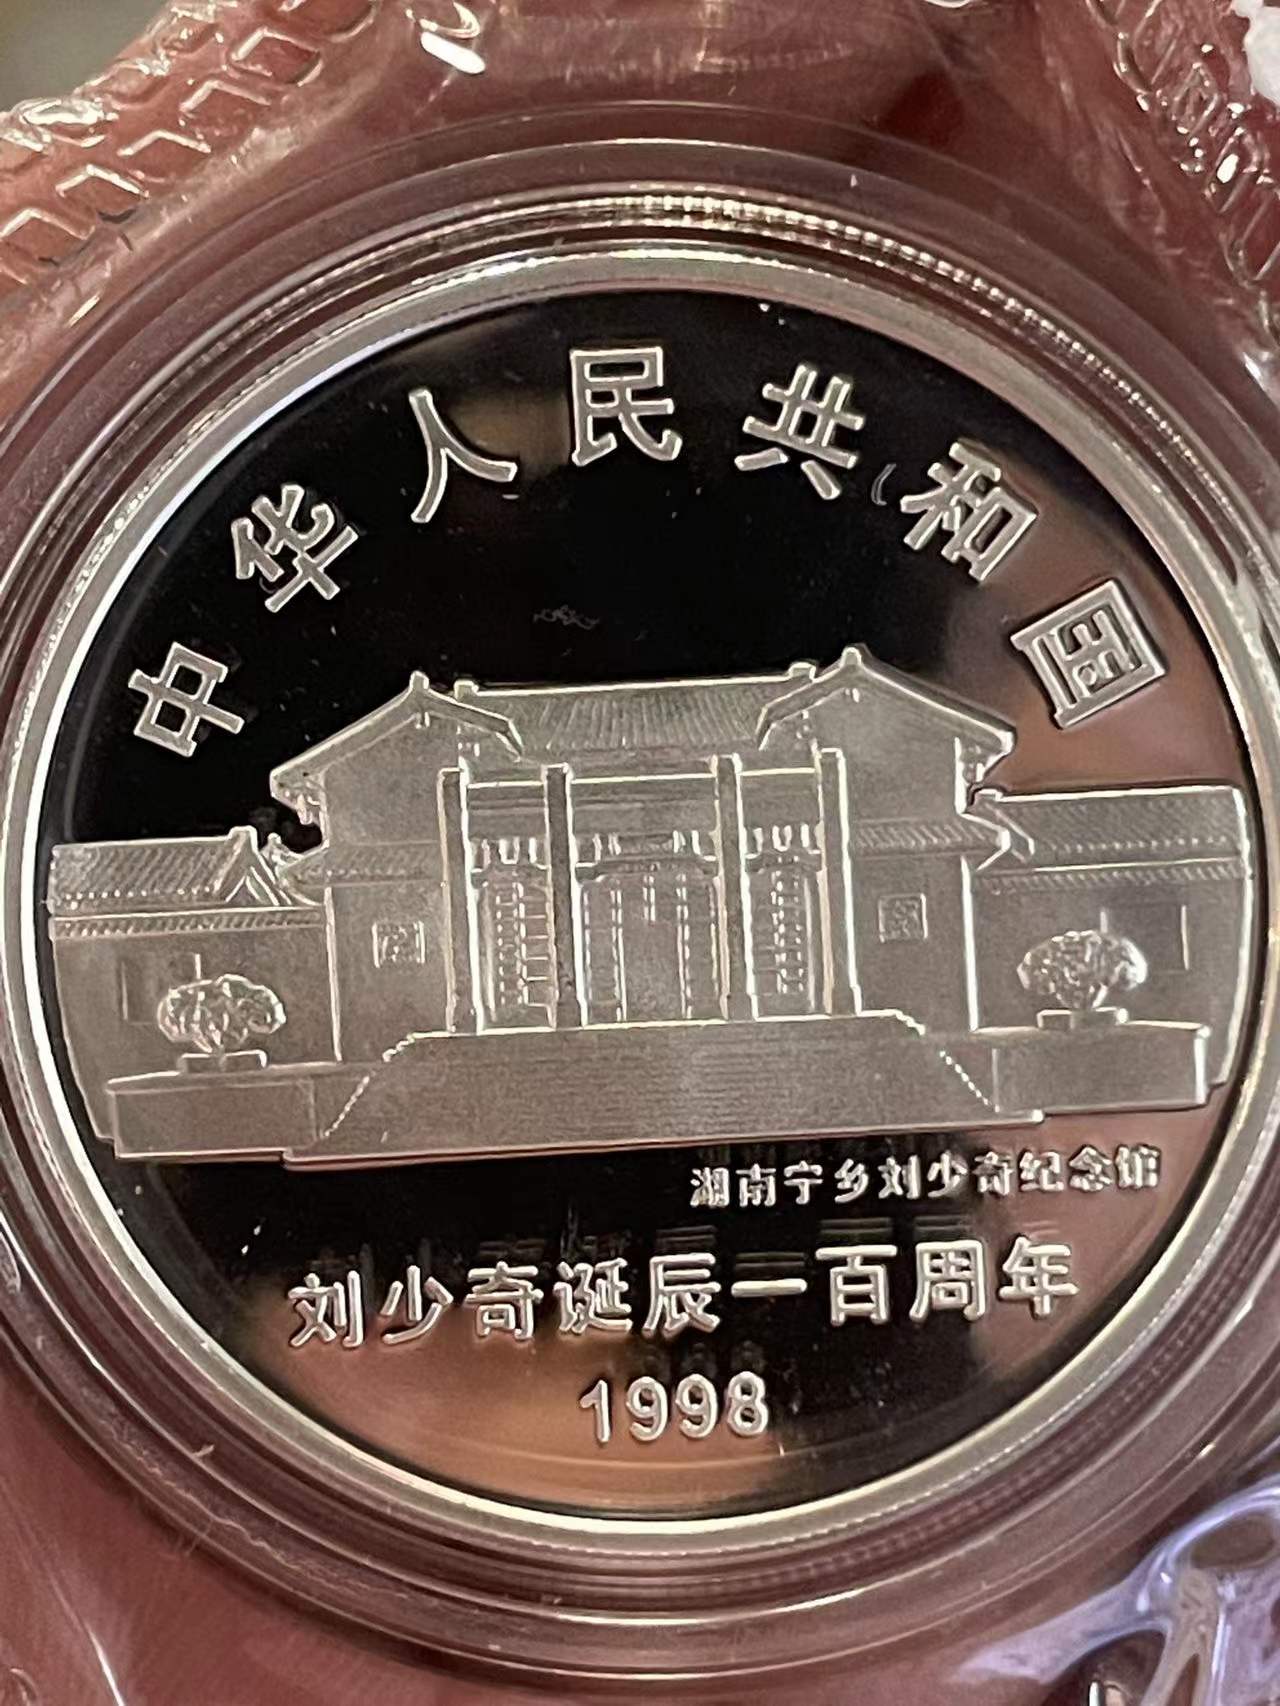 中华人民共和国
湖南宁乡刘少奇纪念馆
刘少奇诞辰一百周年
1998